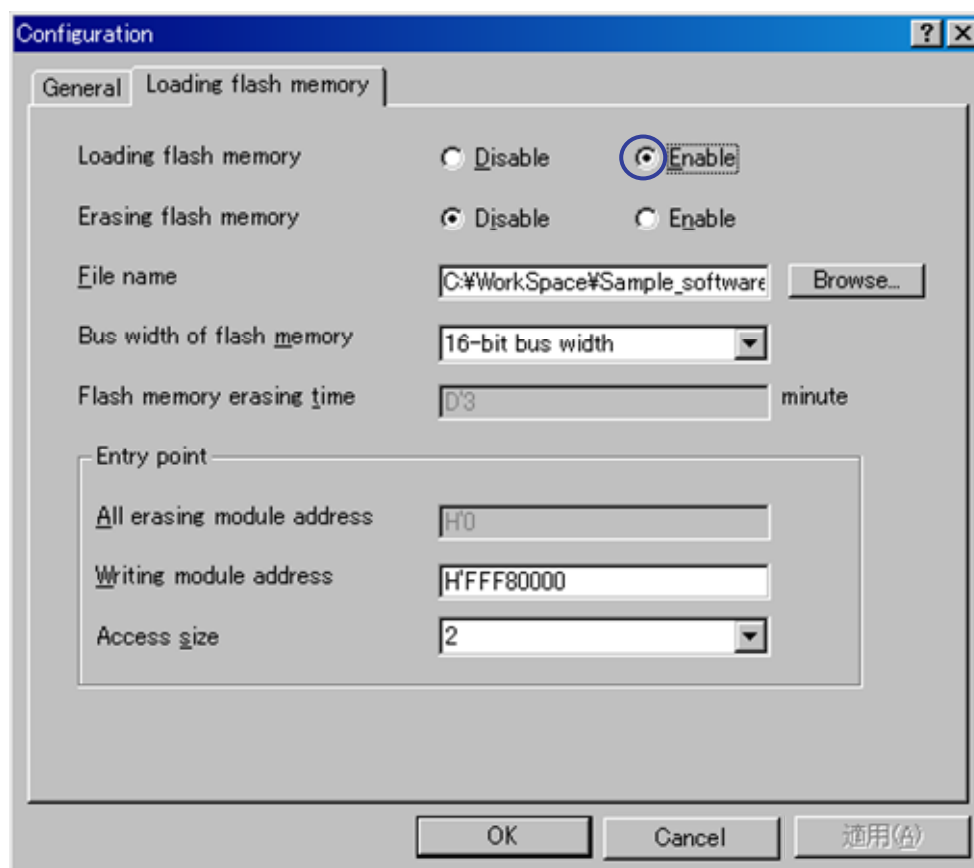 Configuration
General Loading flash memory
Loading flash memory Disable Enable
Erasing flash memory Disable Enable
File name C:¥WorkSpace¥Sample_software Browse...
Bus width of flash memory 16-bit bus width
Flash memory erasing time D'3 minute
Entry point
All erasing module address H'0
Writing module address H'FFF80000
Access size 2
OK Cancel 適用(A)